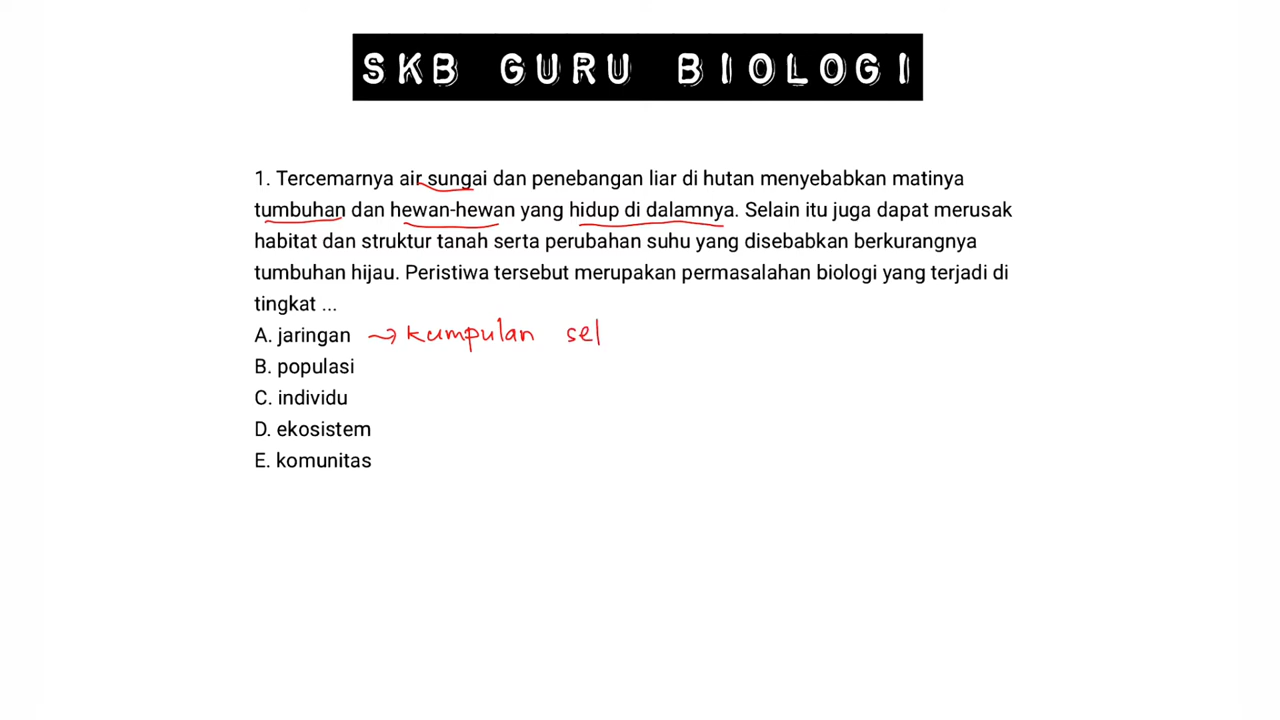 SKB GURU BIOLOGI
1. Tercemarnya air sungai dan penebangan liar di hutan menyebabkan matinya
tumbuhan dan hewan-hewan yang hidup di dalamnya. Selain itu juga dapat merusak
habitat dan struktur tanah serta perubahan suhu yang disebabkan berkurangnya
tumbuhan hijau. Peristiwa tersebut merupakan permasalahan biologi yang terjadi di
tingkat ...
A. jaringan → kumpulan sel
B. populasi
C. individu
D. ekosistem
E. komunitas